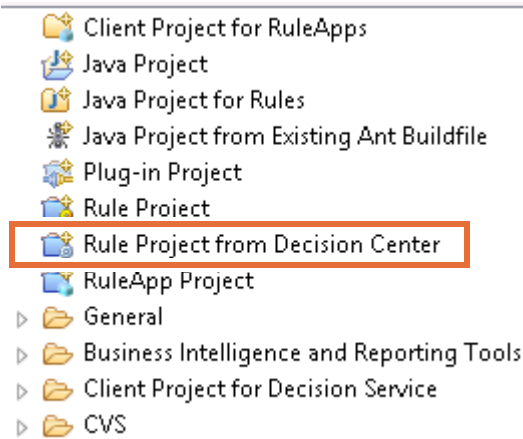 Client Project for RuleApps
Java Project
Java Project for Rules
Java Project from Existing Ant Buildfile
Plug-in Project
Rule Project
Rule Project from Decision Center
RuleApp Project
General
Business Intelligence and Reporting Tools
Client Project for Decision Service
CVS